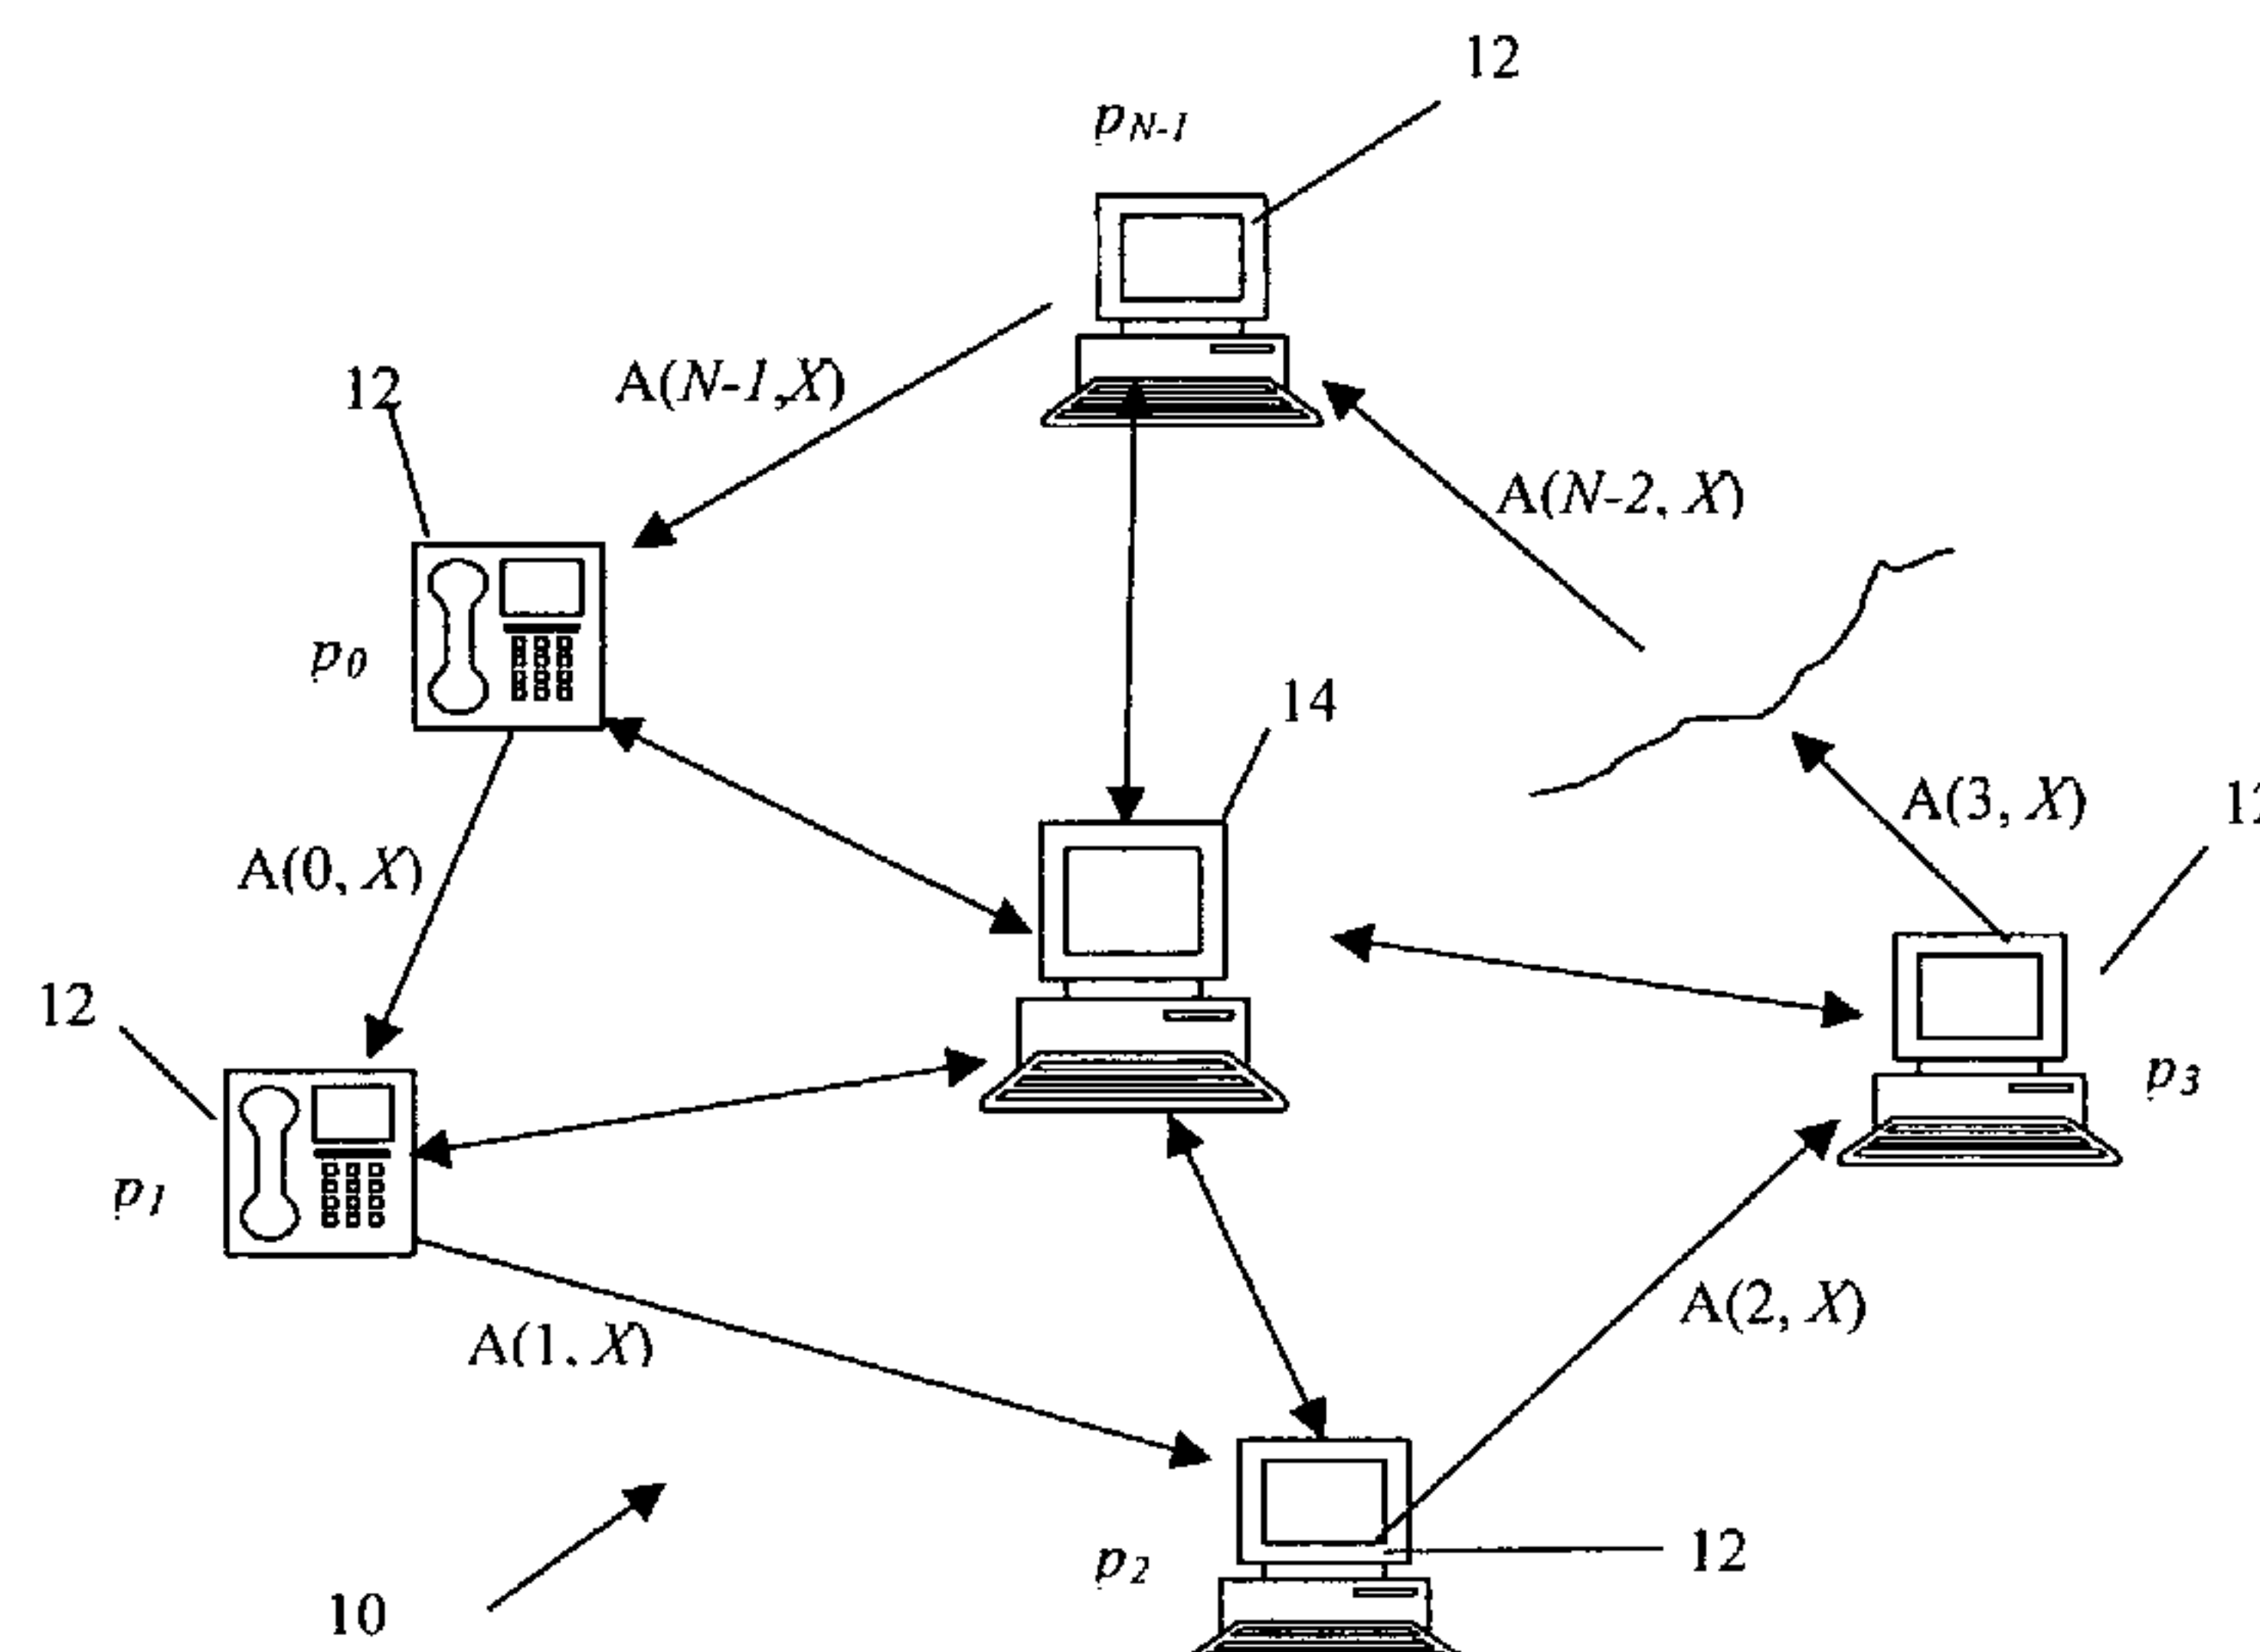 12
p_{N-1}
12
A(N-1,X)
A(N-2, X)
p_0
14
A(3, X)
A(0, X)
12
p_3
p_1
A(2, X)
A(1, X)
p_2
12
10